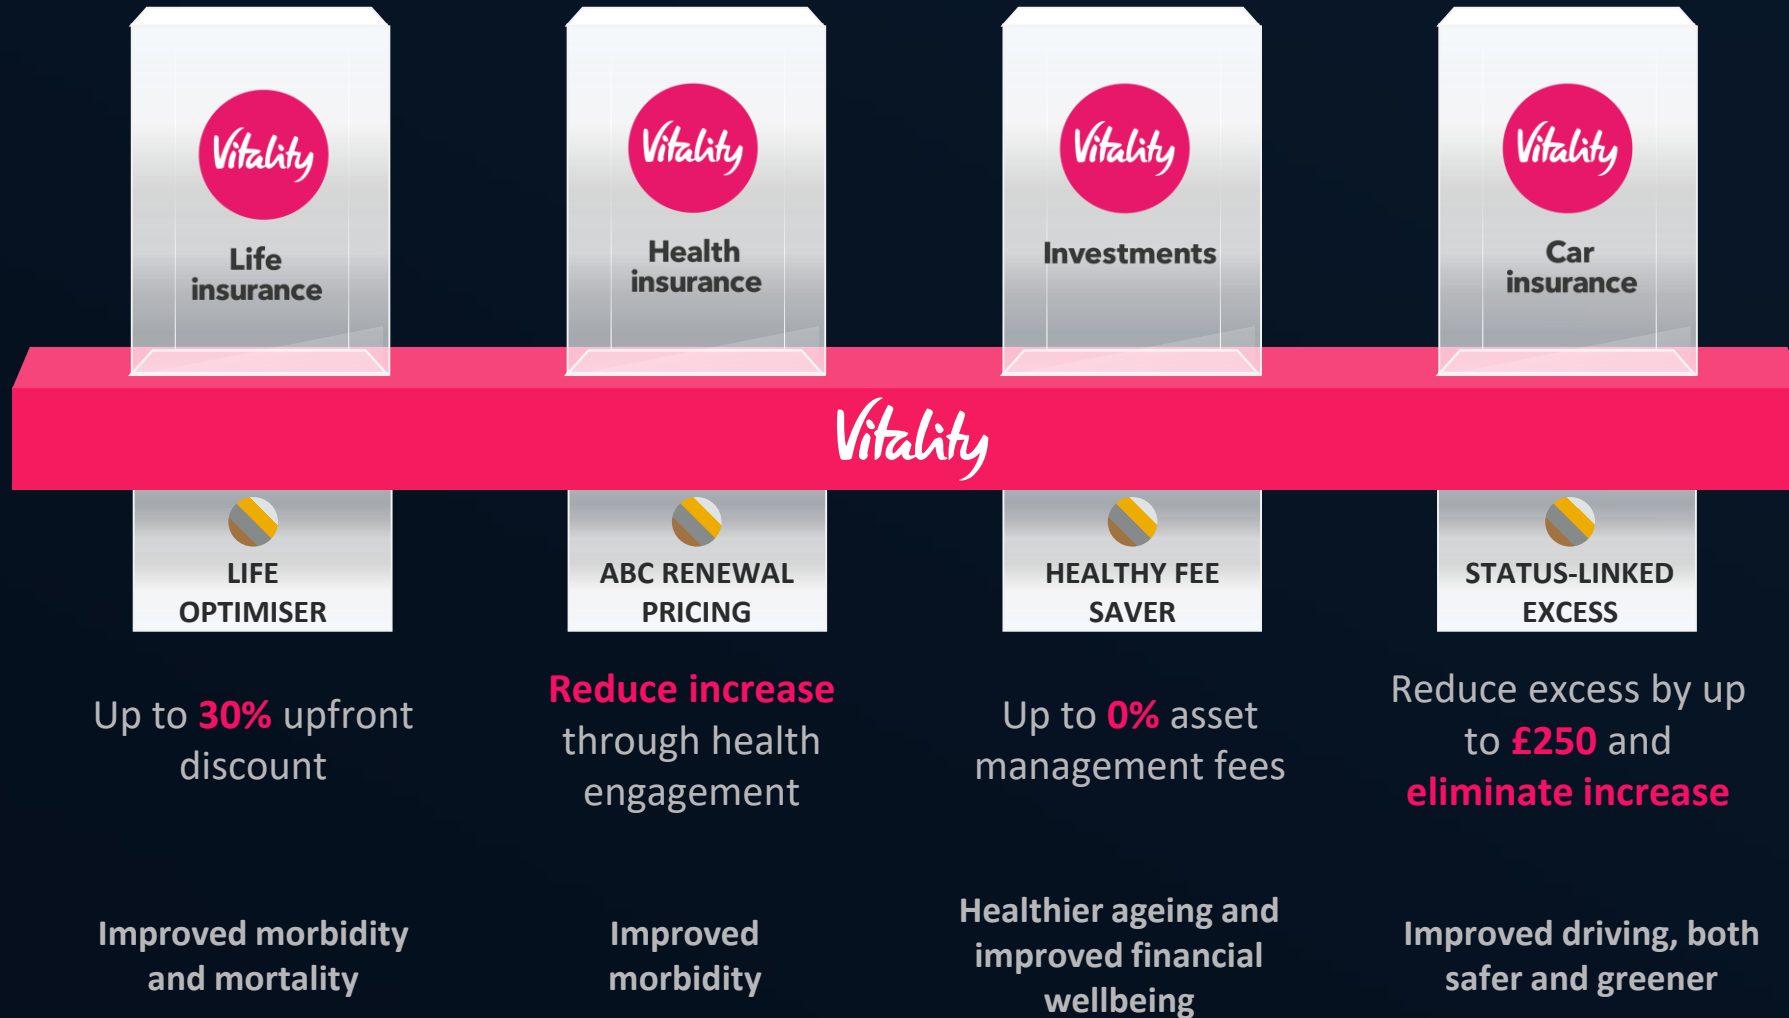 Vitality
Life
insurance
Vitality
Health
insurance
Vitality
Investments
Vitality
Car
insurance
Vitality
LIFE
OPTIMISER
ABC RENEWAL
PRICING
HEALTHY FEE
SAVER
STATUS-LINKED
EXCESS
Up to 30% upfront
discount
Reduce increase
through health
engagement
Up to 0% asset
management fees
Reduce excess by up
to £250 and
eliminate increase
Improved morbidity
and mortality
Improved
morbidity
Healthier ageing and
improved financial
wellbeing
Improved driving, both
safer and greener